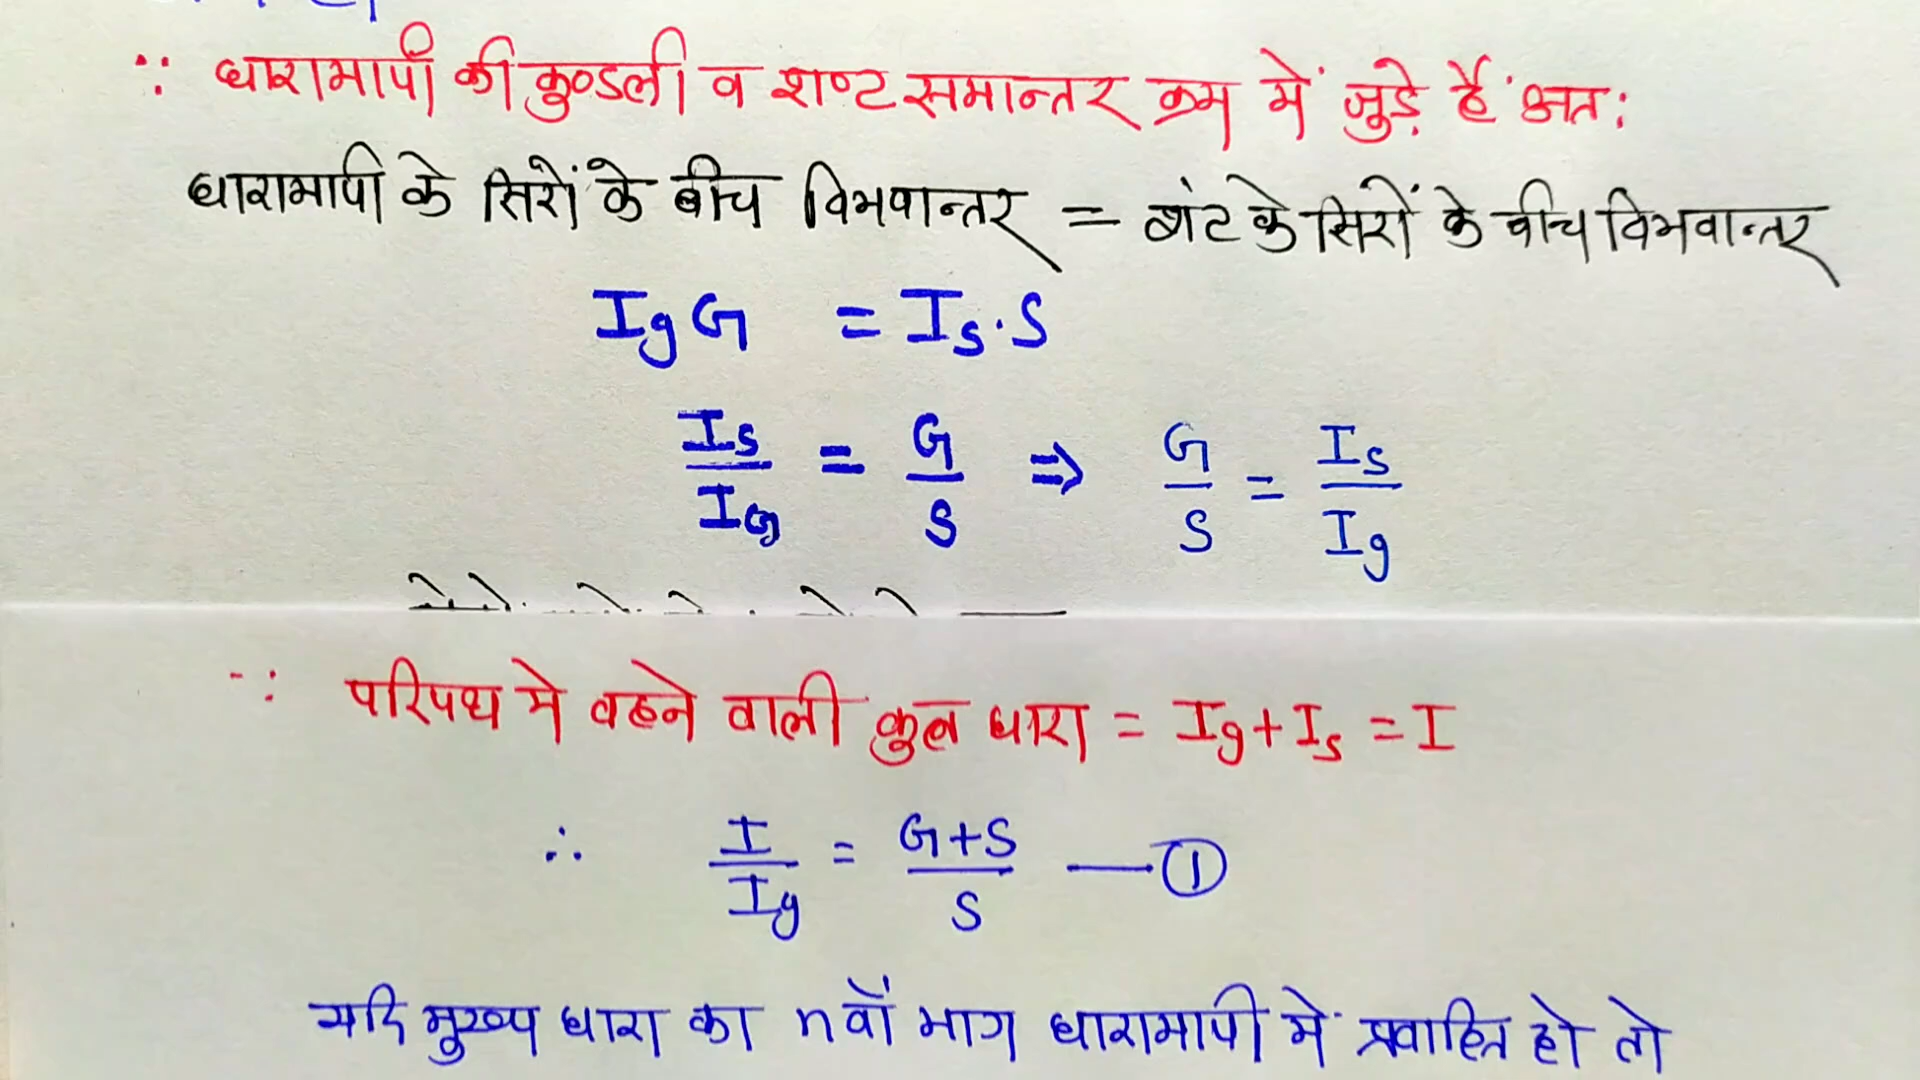 ∵ धारामापी की कुण्डली व शण्ट समान्तर क्रम में जुड़े हैं अतः
धारामापी के सिरों के बीच विभवान्तर = शंट के सिरों के बीच विभवान्तर
IgG = Is·S
Is/IG = G/S ⇒ G/S = Is/Ig
∵ परिपथ मे वहने वाली कुल धारा = Ig+Is = I
∴ I/Ig = G+S/S —①
यदि मुख्य धारा का nवाँ भाग धारामापी में प्रवाहित हो तो